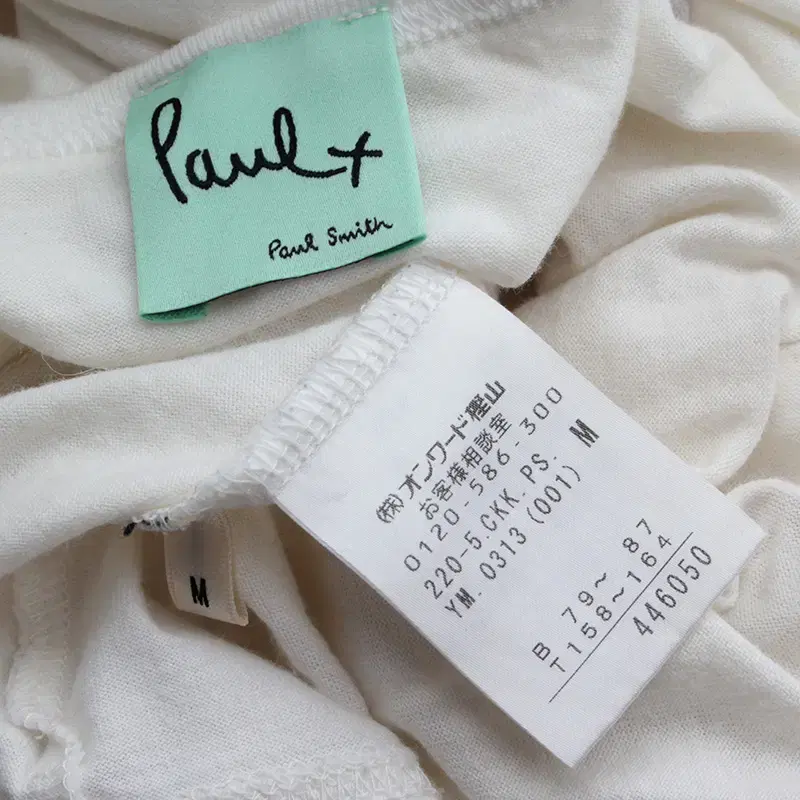 Paul x
Paul Smith
(株)オンワード樫山
お客様相談室
0120-586-300
220-5.CKK.PS. M
YM.0313(001)
B 79~ 87
T158~164
446050
M